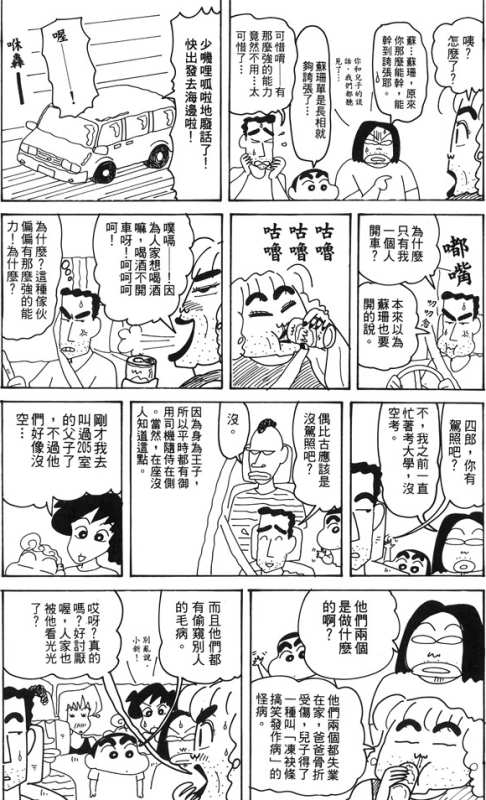 咦?
怎麼了?
蘇…蘇珊，原來
你那麼能幹，能
幹到誇張耶。
你和兒子的說
話，我們都聽
見了…
蘇珊單是長相就
夠誇張了…
可惜唷——有
那麼強的能力
竟然不用…太
可惜了…
少嘰哩呱啦地廢話了!
快出發去海邊啦!
喔——
咻轟——
為什麼
只有我
一個人
開車?
嘟嘴
本來以為
蘇珊也要
開的說。
咕嚕
咕嚕
咕嚕
噗嗝——!因
為人家想喝酒
嘛，喝酒不開
車呀!呵呵呵
呵!
為什麼?這種傢伙
偏偏有那麼強的能
力!為什麼?
四郎，你有
駕照吧?
不，我之前一直
忙著考大學，沒
空考。
偶比古應該是
沒駕照吧?
沒。
因為身為王子，
所以平時都有御
用司機隨侍在側
。當然，在座沒
人知道這點。
剛才我去
叫過205室
的父子了
，不過他
們好像沒
空…
他們兩個
是做什麼
的啊?
他們兩個都失業
在家，爸爸骨折
受傷，兒子得了
一種叫「凍袂條
搞笑發作病」的
怪病。
而且他們都
有偷窺別人
的毛病。
別亂說，
小新!
哎呀?真的
嗎?好討厭
喔，人家也
被他看光光
了?